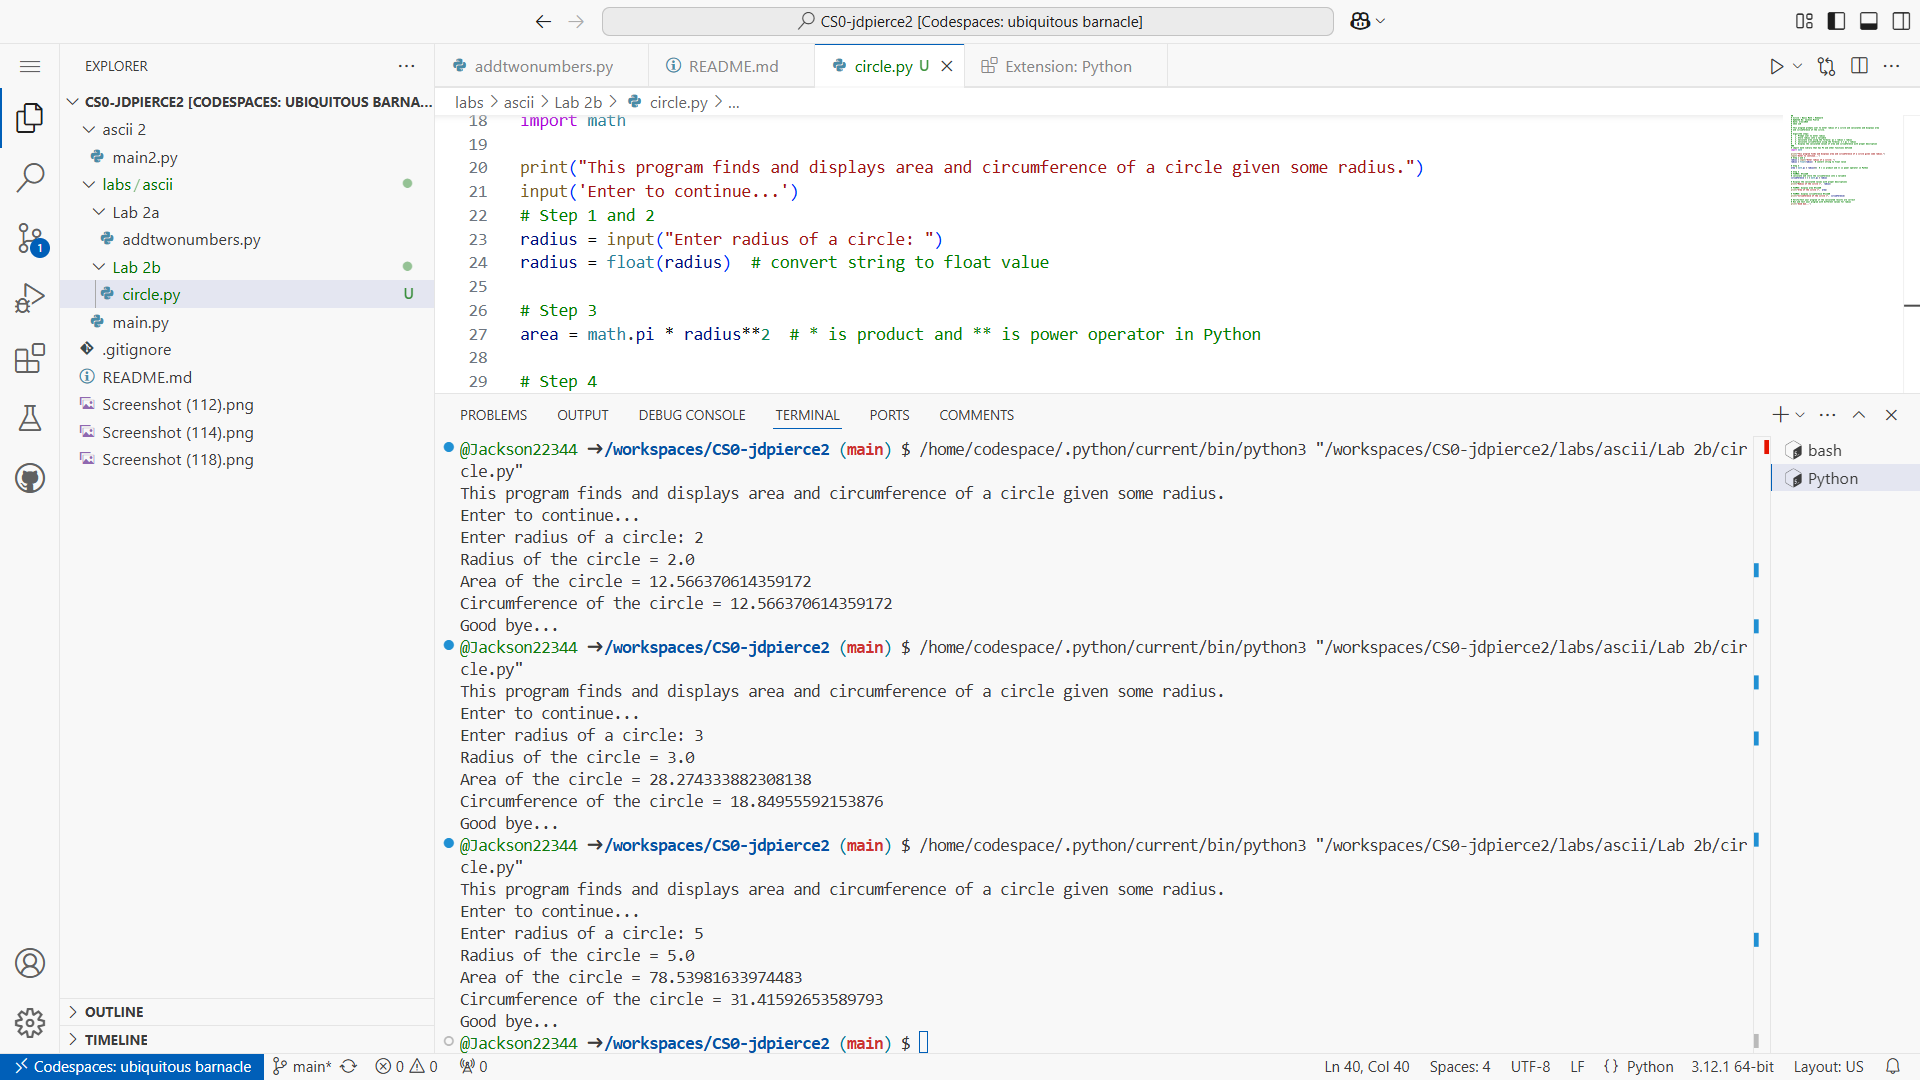 CS0-jdpierce2 [Codespaces: ubiquitous barnacle]
EXPLORER
CS0-JDPIERCE2 [CODESPACES: UBIQUITOUS BARNA...
ascii 2
main2.py
labs / ascii
Lab 2a
addtwonumbers.py
Lab 2b
circle.py U
main.py
.gitignore
README.md
Screenshot (112).png
Screenshot (114).png
Screenshot (118).png
OUTLINE
TIMELINE
1
addtwonumbers.py README.md circle.py U Extension: Python
labs > ascii > Lab 2b > circle.py > ...
18 import math
19
20 print("This program finds and displays area and circumference of a circle given some radius.")
21 input('Enter to continue...')
22 # Step 1 and 2
23 radius = input("Enter radius of a circle: ")
24 radius = float(radius)  # convert string to float value
25
26 # Step 3
27 area = math.pi * radius**2  # * is product and ** is power operator in Python
28
29 # Step 4
PROBLEMS OUTPUT DEBUG CONSOLE TERMINAL PORTS COMMENTS
@Jackson22344 ➜/workspaces/CS0-jdpierce2 (main) $ /home/codespace/.python/current/bin/python3 "/workspaces/CS0-jdpierce2/labs/ascii/Lab 2b/cir
cle.py"
This program finds and displays area and circumference of a circle given some radius.
Enter to continue...
Enter radius of a circle: 2
Radius of the circle = 2.0
Area of the circle = 12.566370614359172
Circumference of the circle = 12.566370614359172
Good bye...
@Jackson22344 ➜/workspaces/CS0-jdpierce2 (main) $ /home/codespace/.python/current/bin/python3 "/workspaces/CS0-jdpierce2/labs/ascii/Lab 2b/cir
cle.py"
This program finds and displays area and circumference of a circle given some radius.
Enter to continue...
Enter radius of a circle: 3
Radius of the circle = 3.0
Area of the circle = 28.274333882308138
Circumference of the circle = 18.84955592153876
Good bye...
@Jackson22344 ➜/workspaces/CS0-jdpierce2 (main) $ /home/codespace/.python/current/bin/python3 "/workspaces/CS0-jdpierce2/labs/ascii/Lab 2b/cir
cle.py"
This program finds and displays area and circumference of a circle given some radius.
Enter to continue...
Enter radius of a circle: 5
Radius of the circle = 5.0
Area of the circle = 78.53981633974483
Circumference of the circle = 31.41592653589793
Good bye...
@Jackson22344 ➜/workspaces/CS0-jdpierce2 (main) $
bash
Python
Codespaces: ubiquitous barnacle main* 0 0 0 Ln 40, Col 40 Spaces: 4 UTF-8 LF {} Python 3.12.1 64-bit Layout: US